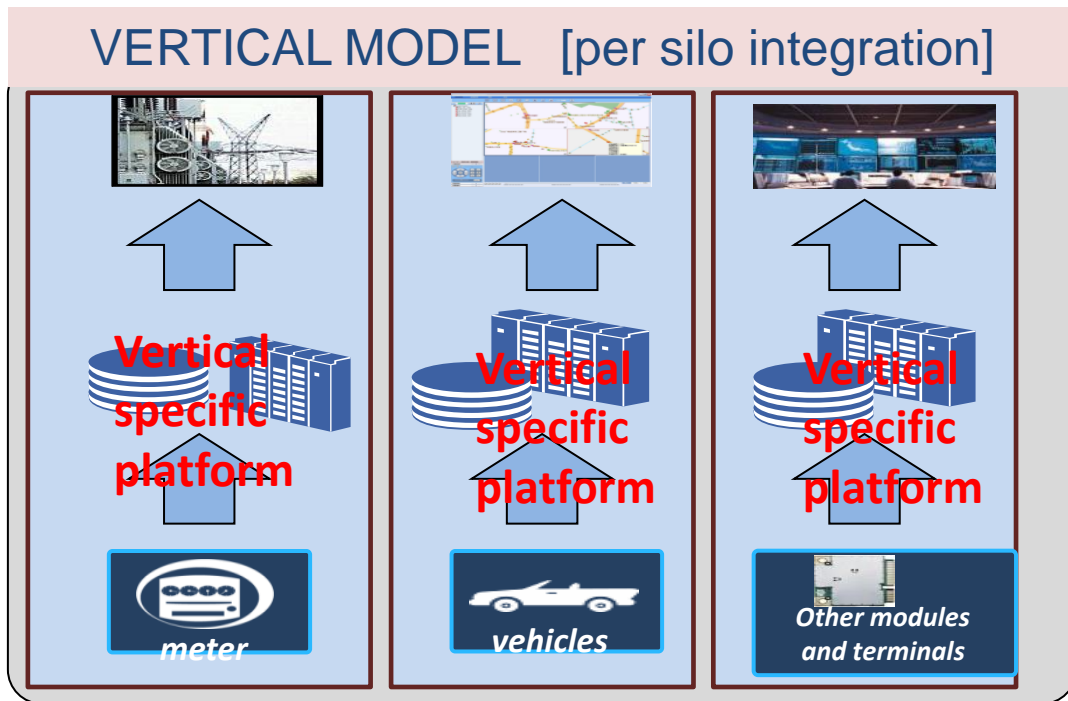 VERTICAL MODEL [per silo integration]
Vertical
specific
platform
Vertical
specific
platform
Vertical
specific
platform
meter
vehicles
Other modules
and terminals